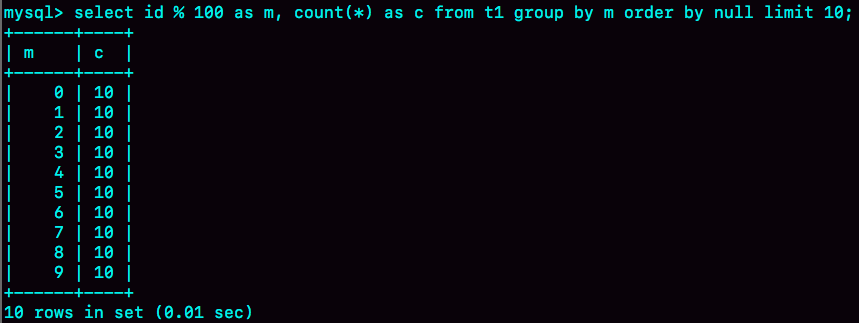 mysql> select id % 100 as m, count(*) as c from t1 group by m order by null limit 10;
+------+----+
| m    | c  |
+------+----+
|    0 | 10 |
|    1 | 10 |
|    2 | 10 |
|    3 | 10 |
|    4 | 10 |
|    5 | 10 |
|    6 | 10 |
|    7 | 10 |
|    8 | 10 |
|    9 | 10 |
+------+----+
10 rows in set (0.01 sec)